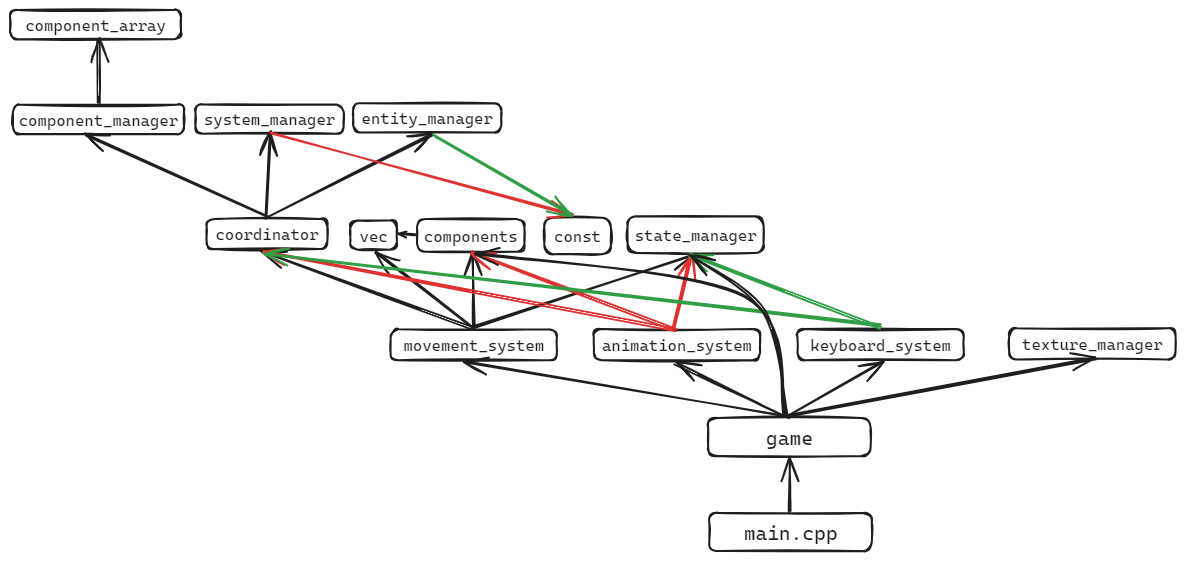 component_array
component_manager
system_manager
entity_manager
coordinator
vec
components
const
state_manager
movement_system
animation_system
keyboard_system
texture_manager
game
main.cpp